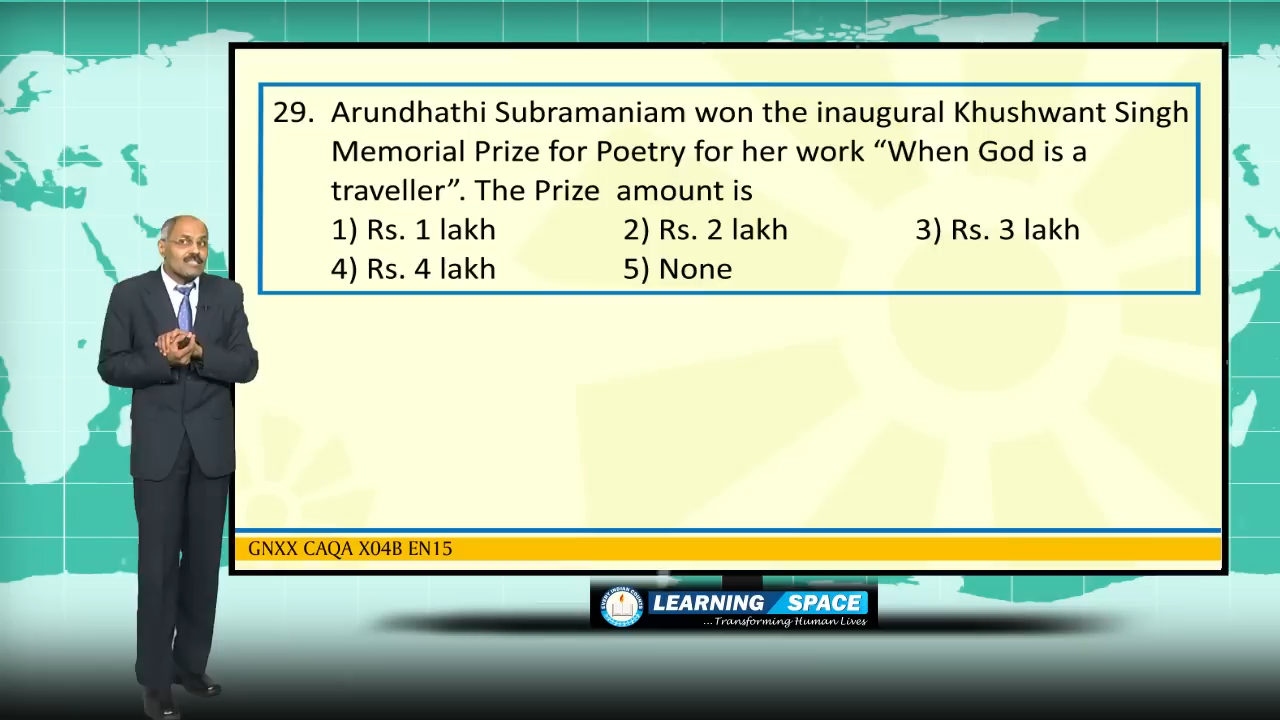 29. Arundhathi Subramaniam won the inaugural Khushwant Singh
Memorial Prize for Poetry for her work “When God is a
traveller”. The Prize amount is
1) Rs. 1 lakh 2) Rs. 2 lakh 3) Rs. 3 lakh
4) Rs. 4 lakh 5) None
GNXX CAQA X04B EN15
LEARNING SPACE
...Transforming Human Lives